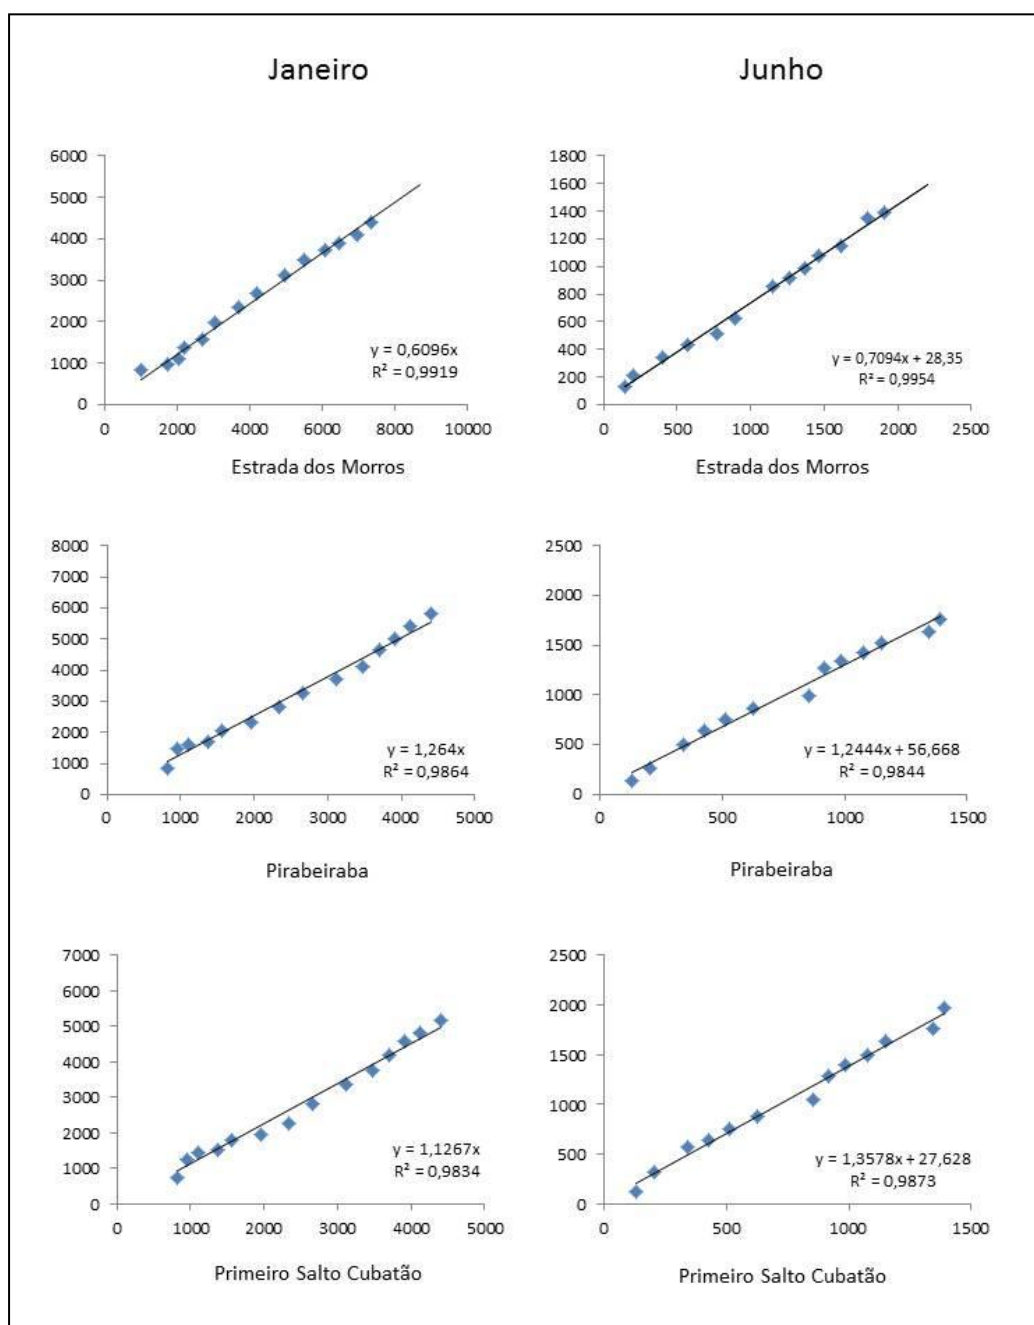 Janeiro
Junho
6000
5000
4000
3000
2000
1000
0
0 2000 4000 6000 8000 10000
y = 0,6096x
R² = 0,9919
Estrada dos Morros
1800
1600
1400
1200
1000
800
600
400
200
0
0 500 1000 1500 2000 2500
y = 0,7094x + 28,35
R² = 0,9954
Estrada dos Morros
8000
7000
6000
5000
4000
3000
2000
1000
0
0 1000 2000 3000 4000 5000
y = 1,264x
R² = 0,9864
Pirabeiraba
2500
2000
1500
1000
500
0
0 500 1000 1500
y = 1,2444x + 56,668
R² = 0,9844
Pirabeiraba
7000
6000
5000
4000
3000
2000
1000
0
0 1000 2000 3000 4000 5000
y = 1,1267x
R² = 0,9834
Primeiro Salto Cubatão
2500
2000
1500
1000
500
0
0 500 1000 1500
y = 1,3578x + 27,628
R² = 0,9873
Primeiro Salto Cubatão